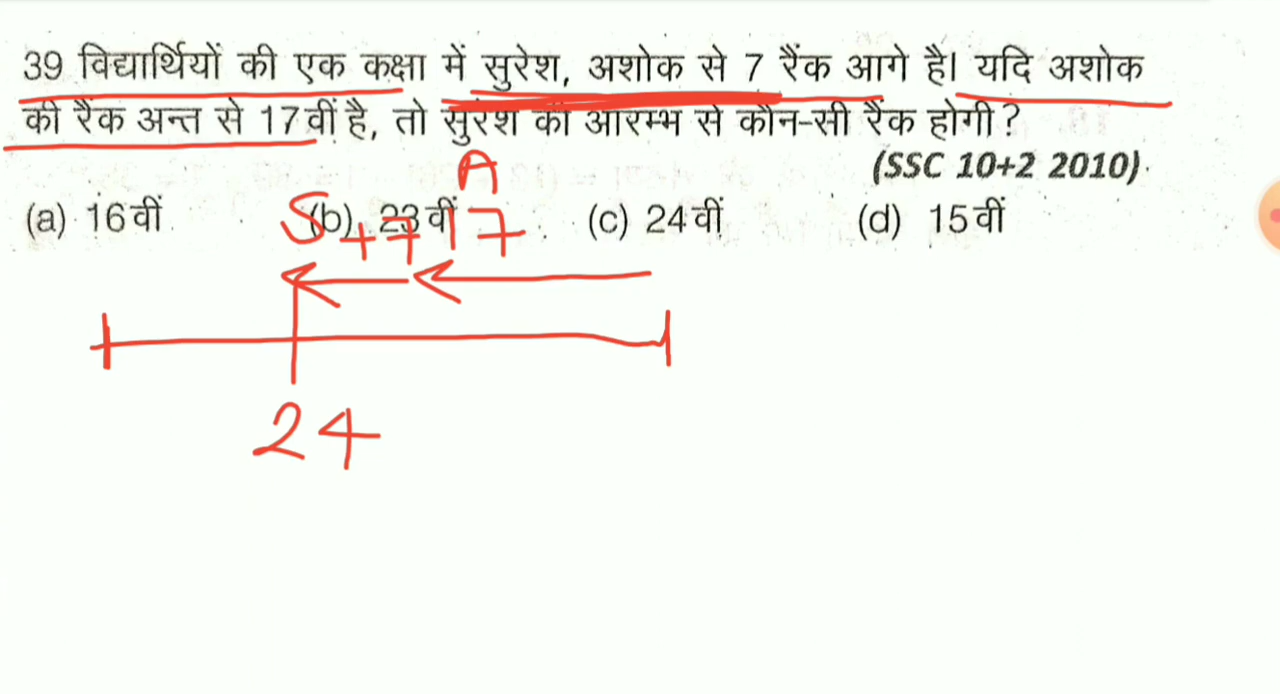 39 विद्यार्थियों की एक कक्षा में सुरेश, अशोक से 7 रैंक आगे है। यदि अशोक
की रैंक अन्त से 17वीं है, तो सुरेश की आरम्भ से कौन-सी रैंक होगी?
(SSC 10+2 2010)
(a) 16वीं (b) 23वीं (c) 24वीं (d) 15वीं
A
S +7 17
24